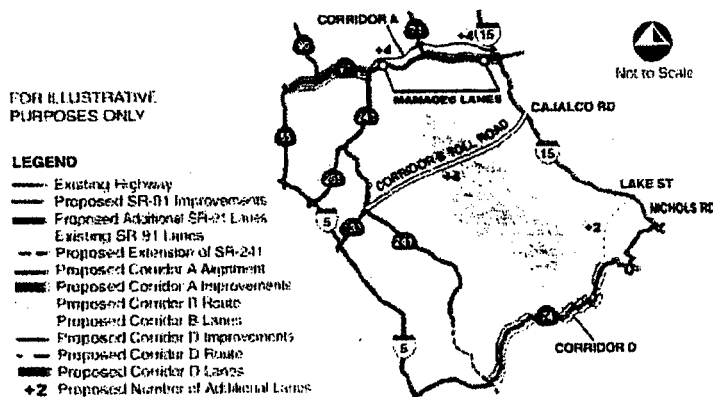 FOR ILLUSTRATIVE
PURPOSES ONLY
LEGEND
Existing Highway
Proposed SR-91 Improvements
Proposed Additional SR-91 Lanes
Existing SR 91 Lanes
Proposed Extension of SR-241
Proposed Corridor A Alignment
Proposed Corridor A Improvements
Proposed Corridor B Route
Proposed Corridor B Lanes
Proposed Corridor D Improvements
Proposed Corridor D Route
Proposed Corridor D Lanes
+2 Proposed Number of Additional Lanes
CORRIDOR A
+4
+4
15
MANAGED LANES
Not to Scale
CAJALCO RD
CORRIDOR B TOLL ROAD
15
LAKE ST
NICHOLS RD
+2
5
5
CORRIDOR D